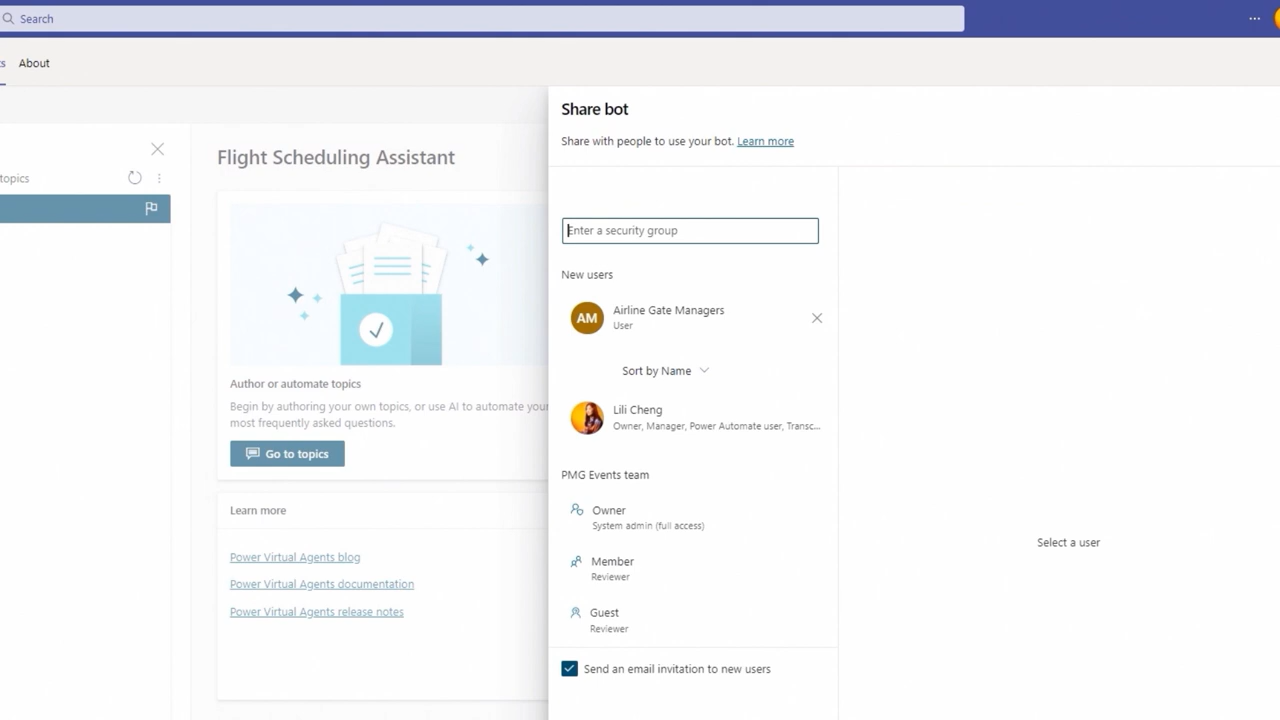 Search
...
s
About
topics
Flight Scheduling Assistant
Author or automate topics
Begin by authoring your own topics, or use AI to automate your
most frequently asked questions.
Go to topics
Learn more
Power Virtual Agents blog
Power Virtual Agents documentation
Power Virtual Agents release notes
Share bot
Share with people to use your bot. Learn more
Enter a security group
New users
AM
Airline Gate Managers
User
Sort by Name
Lili Cheng
Owner, Manager, Power Automate user, Transc...
PMG Events team
Owner
System admin (full access)
Member
Reviewer
Guest
Reviewer
Send an email invitation to new users
Select a user